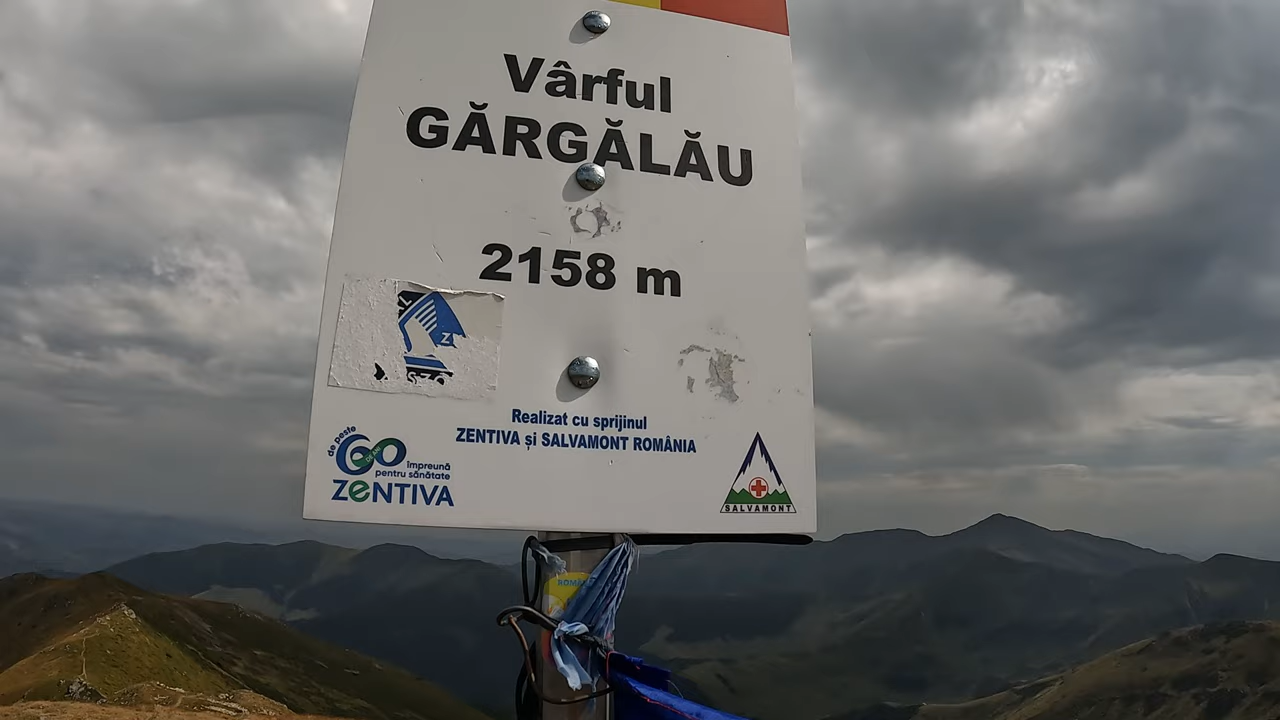 Vârful
GĂRGĂLĂU
2158 m
Realizat cu sprijinul
ZENTIVA și SALVAMONT ROMÂNIA
de peste
60
împreună
pentru sănătate
ZENTIVA
SALVAMONT